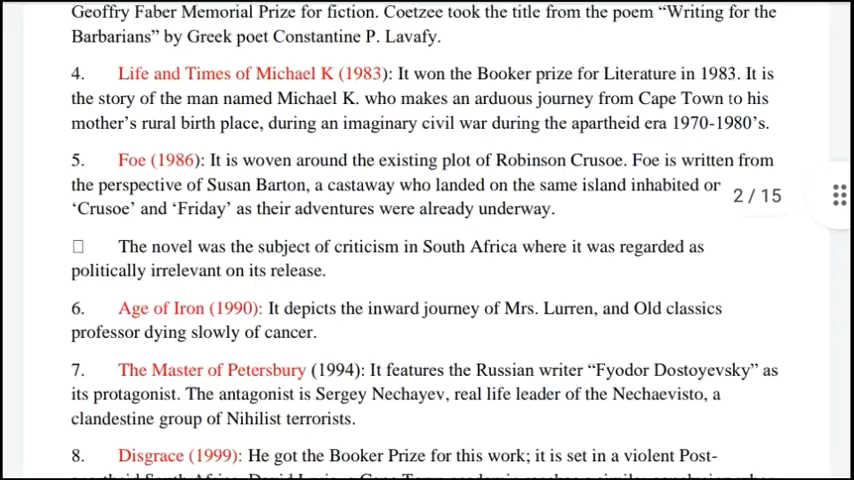 Geoffry Faber Memorial Prize for fiction. Coetzee took the title from the poem “Writing for the
Barbarians” by Greek poet Constantine P. Lavafy.
4. Life and Times of Michael K (1983): It won the Booker prize for Literature in 1983. It is
the story of the man named Michael K. who makes an arduous journey from Cape Town to his
mother’s rural birth place, during an imaginary civil war during the apartheid era 1970-1980’s.
5. Foe (1986): It is woven around the existing plot of Robinson Crusoe. Foe is written from
the perspective of Susan Barton, a castaway who landed on the same island inhabited or
2 / 15
‘Crusoe’ and ‘Friday’ as their adventures were already underway.
The novel was the subject of criticism in South Africa where it was regarded as
politically irrelevant on its release.
6. Age of Iron (1990): It depicts the inward journey of Mrs. Lurren, and Old classics
professor dying slowly of cancer.
7. The Master of Petersbury (1994): It features the Russian writer “Fyodor Dostoyevsky” as
its protagonist. The antagonist is Sergey Nechayev, real life leader of the Nechaevisto, a
clandestine group of Nihilist terrorists.
8. Disgrace (1999): He got the Booker Prize for this work; it is set in a violent Post-